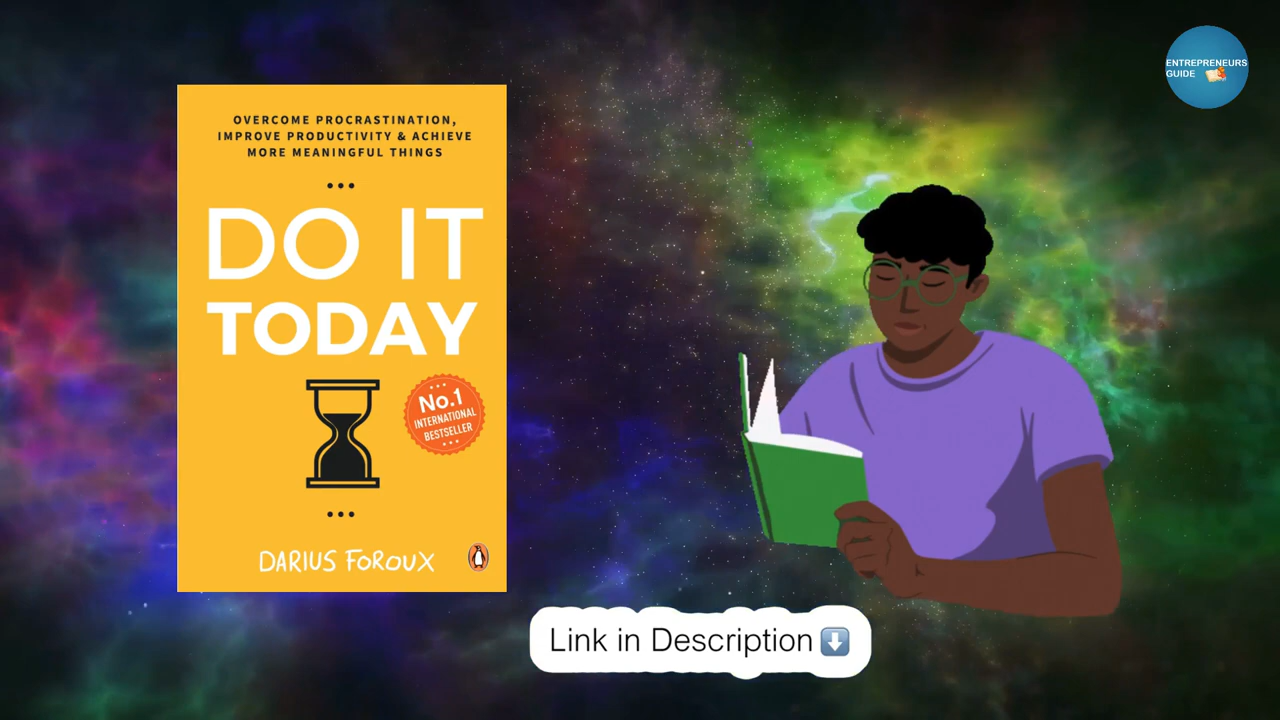 OVERCOME PROCRASTINATION,
IMPROVE PRODUCTIVITY & ACHIEVE
MORE MEANINGFUL THINGS
DO IT
TODAY
No.1
INTERNATIONAL
BESTSELLER
DARIUS FOROUX
ENTREPRENEURS
GUIDE
Link in Description